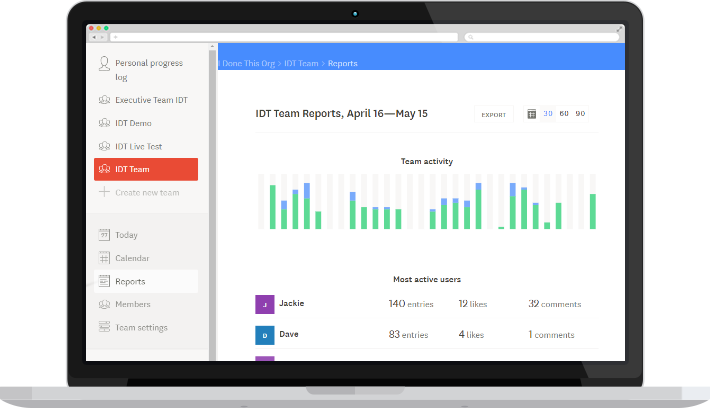 Personal progress
log
Executive Team IDT
IDT Demo
IDT Live Test
IDT Team
Create new team
Today
Calendar
Reports
Members
Team settings
Done This Org > IDT Team > Reports
IDT Team Reports, April 16—May 15
EXPORT
30 60 90
Team activity
Most active users
J Jackie 140 entries 12 likes 32 comments
D Dave 83 entries 4 likes 1 comments